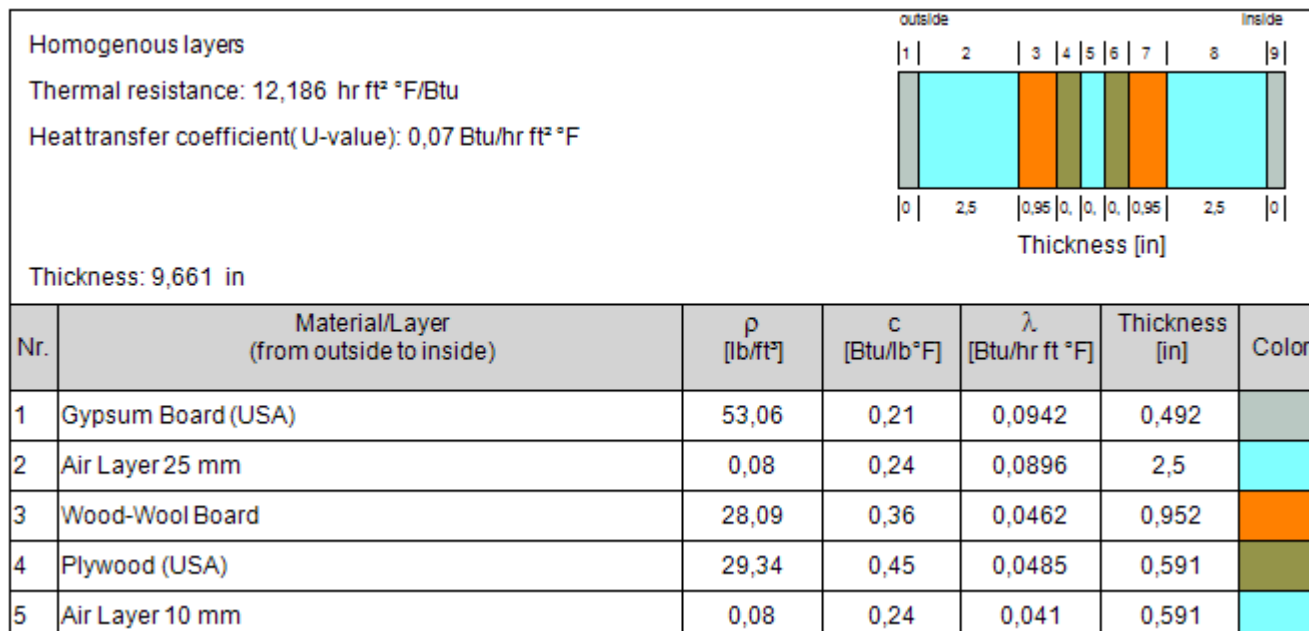 outside inside
Homogenous layers
1 2 3 4 5 6 7 8 9
Thermal resistance: 12,186 hr ft² °F/Btu
Heat transfer coefficient( U-value): 0,07 Btu/hr ft² °F
0 2,5 0,95 0, 0, 0, 0,95 2,5 0
Thickness [in]
Thickness: 9,661 in
Nr. Material/Layer (from outside to inside) ρ [lb/ft³] c [Btu/lb°F] λ [Btu/hr ft °F] Thickness [in] Color
1 Gypsum Board (USA) 53,06 0,21 0,0942 0,492
2 Air Layer 25 mm 0,08 0,24 0,0896 2,5
3 Wood-Wool Board 28,09 0,36 0,0462 0,952
4 Plywood (USA) 29,34 0,45 0,0485 0,591
5 Air Layer 10 mm 0,08 0,24 0,041 0,591